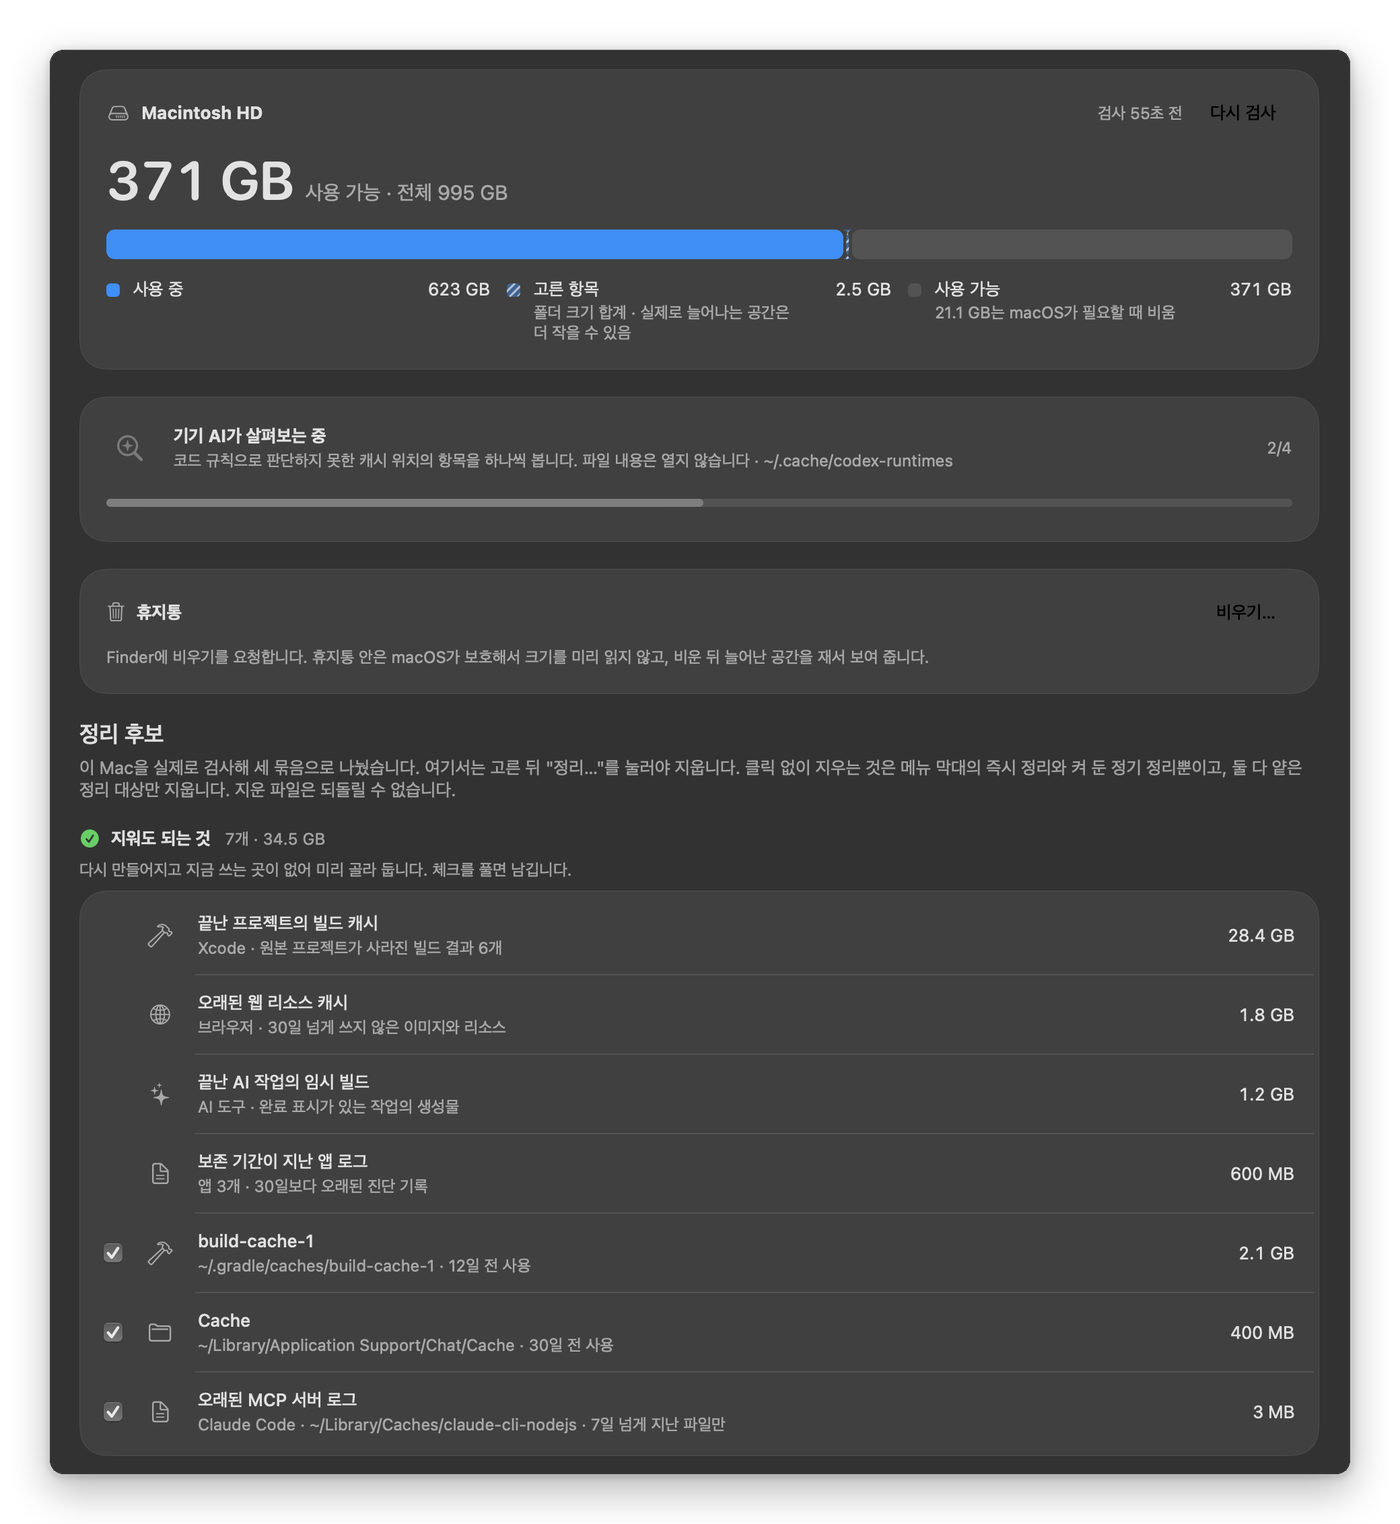 Macintosh HD
검사 55초 전
다시 검사
371 GB 사용 가능 · 전체 995 GB
사용 중 623 GB
고른 항목 2.5 GB
폴더 크기 합계 · 실제로 늘어나는 공간은
더 작을 수 있음
사용 가능 371 GB
21.1 GB는 macOS가 필요할 때 비움
기기 AI가 살펴보는 중
코드 규칙으로 판단하지 못한 캐시 위치의 항목을 하나씩 봅니다. 파일 내용은 열지 않습니다 · ~/.cache/codex-runtimes
2/4
휴지통
비우기...
Finder에 비우기를 요청합니다. 휴지통 안은 macOS가 보호해서 크기를 미리 읽지 않고, 비운 뒤 늘어난 공간을 재서 보여 줍니다.
정리 후보
이 Mac을 실제로 검사해 세 묶음으로 나눴습니다. 여기서는 고른 뒤 "정리..."를 눌러야 지웁니다. 클릭 없이 지우는 것은 메뉴 막대의 즉시 정리와 켜 둔 정기 정리뿐이고, 둘 다 얕은
정리 대상만 지웁니다. 지운 파일은 되돌릴 수 없습니다.
지워도 되는 것 7개 · 34.5 GB
다시 만들어지고 지금 쓰는 곳이 없어 미리 골라 둡니다. 체크를 풀면 남깁니다.
끝난 프로젝트의 빌드 캐시
Xcode · 원본 프로젝트가 사라진 빌드 결과 6개
28.4 GB
오래된 웹 리소스 캐시
브라우저 · 30일 넘게 쓰지 않은 이미지와 리소스
1.8 GB
끝난 AI 작업의 임시 빌드
AI 도구 · 완료 표시가 있는 작업의 생성물
1.2 GB
보존 기간이 지난 앱 로그
앱 3개 · 30일보다 오래된 진단 기록
600 MB
build-cache-1
~/.gradle/caches/build-cache-1 · 12일 전 사용
2.1 GB
Cache
~/Library/Application Support/Chat/Cache · 30일 전 사용
400 MB
오래된 MCP 서버 로그
Claude Code · ~/Library/Caches/claude-cli-nodejs · 7일 넘게 지난 파일만
3 MB